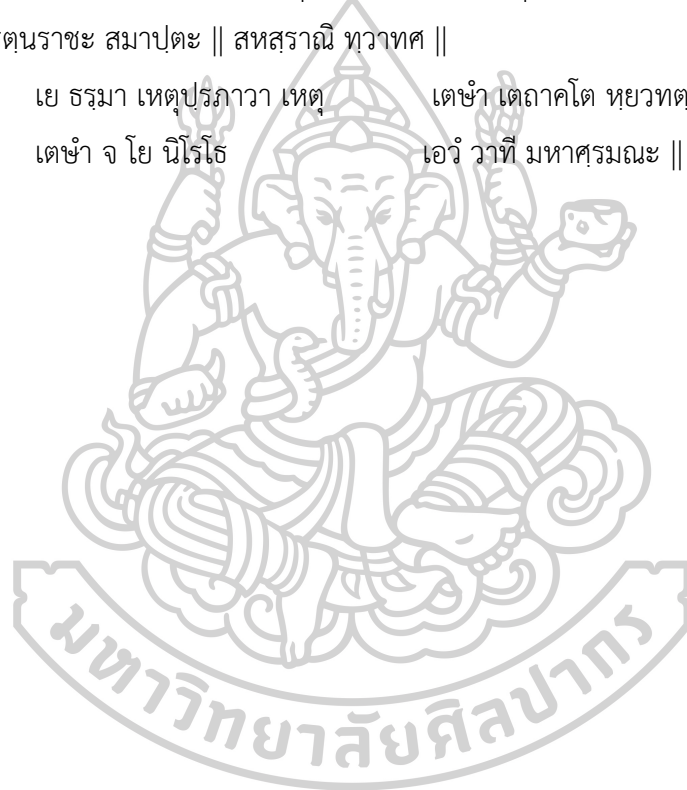 รตฺนราชะ สมาปฺตะ || สหสฺราณิ ทฺวาทศ ||
เย ธรฺมา เหตุปฺรภาวา เหตุ เตษำ เตถาคโต หฺยวทตฺ
เตษำ จ โย นิโรโธ เอวํ วาที มหาศฺรมณะ ||
มหาวิทยาลัยศิลปากร